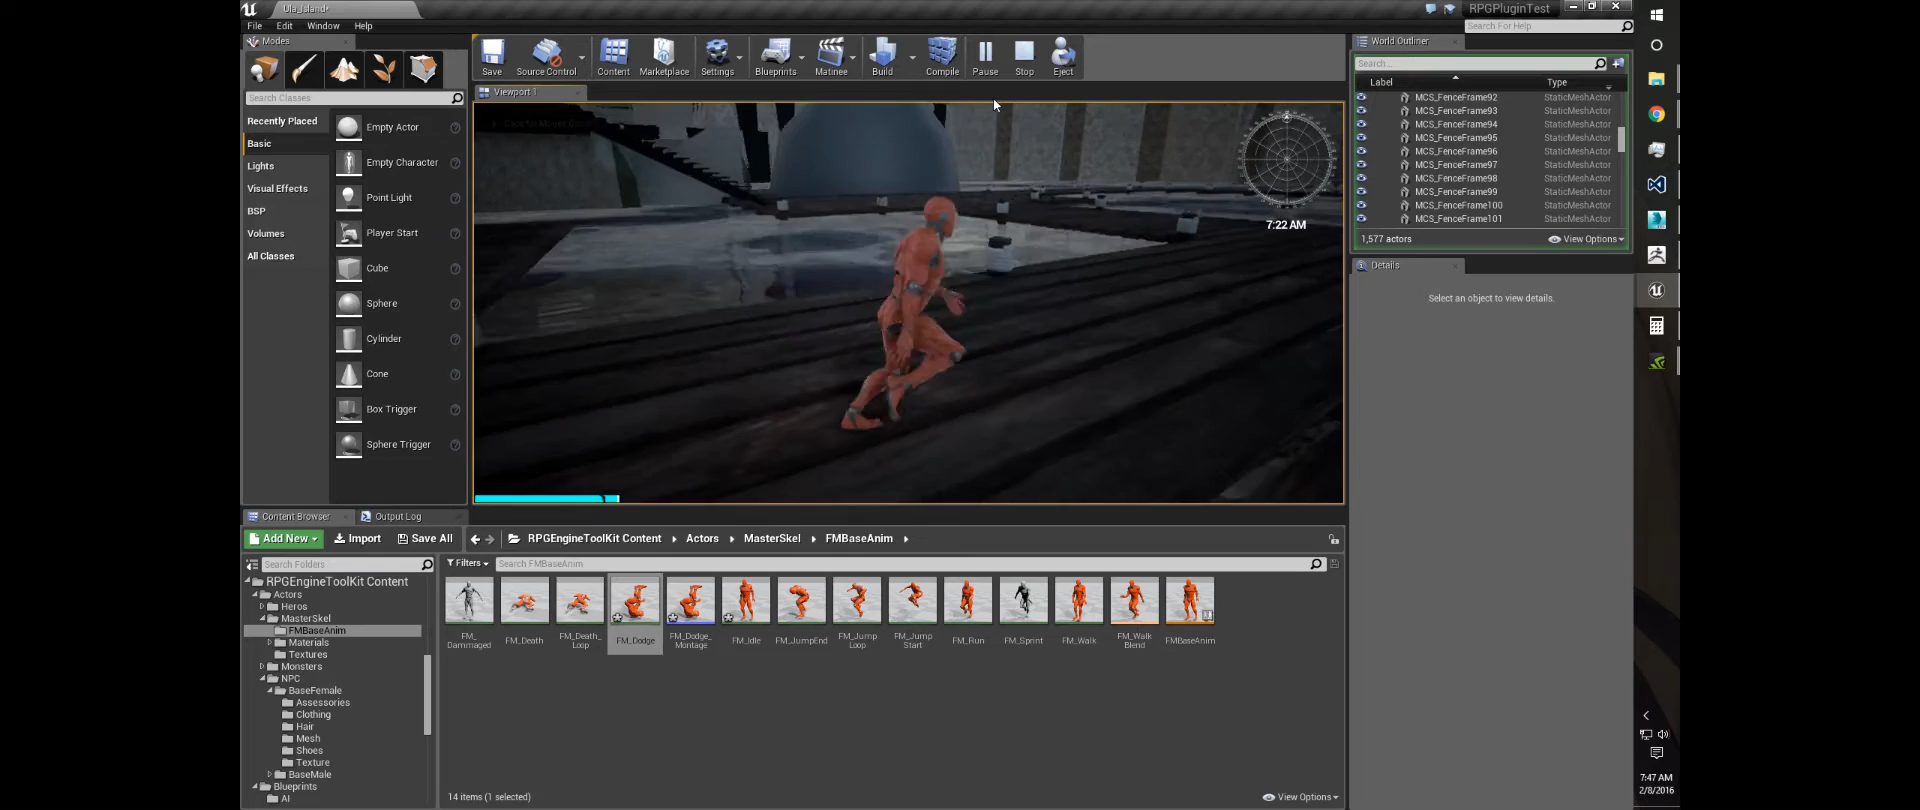 Ula_Island*
RPGPluginTest
File Edit Window Help
Search For Help
Modes
Save Source Control Content Marketplace Settings Blueprints Matinee Build Compile Pause Stop Eject
World Outliner
Search...
Label Type
Search Classes
Viewport 1
Recently Placed
Basic
Lights
Visual Effects
BSP
Volumes
All Classes
Empty Actor
Empty Character
Point Light
Player Start
Cube
Sphere
Cylinder
Cone
Box Trigger
Sphere Trigger
7:22 AM
MCS_FenceFrame92 StaticMeshActor
MCS_FenceFrame93 StaticMeshActor
MCS_FenceFrame94 StaticMeshActor
MCS_FenceFrame95 StaticMeshActor
MCS_FenceFrame96 StaticMeshActor
MCS_FenceFrame97 StaticMeshActor
MCS_FenceFrame98 StaticMeshActor
MCS_FenceFrame99 StaticMeshActor
MCS_FenceFrame100 StaticMeshActor
MCS_FenceFrame101 StaticMeshActor
1,577 actors View Options
Details
Select an object to view details.
Content Browser Output Log
Add New Import Save All RPGEngineToolKit Content Actors MasterSkel FMBaseAnim
Search Folders
Filters Search FMBaseAnim
RPGEngineToolKit Content
Actors
Heros
MasterSkel
FMBaseAnim
Materials
Textures
Monsters
NPC
BaseFemale
Assessories
Clothing
Hair
Mesh
Shoes
Texture
BaseMale
Blueprints
AI
FM_Dammaged
FM_Death
FM_Death_Loop
FM_Dodge
FM_Dodge_Montage
FM_Idle
FM_JumpEnd
FM_Jump Loop
FM_Jump Start
FM_Run
FM_Sprint
FM_Walk
FM_Walk Blend
FMBaseAnim
14 items (1 selected) View Options
7:47 AM
2/8/2016